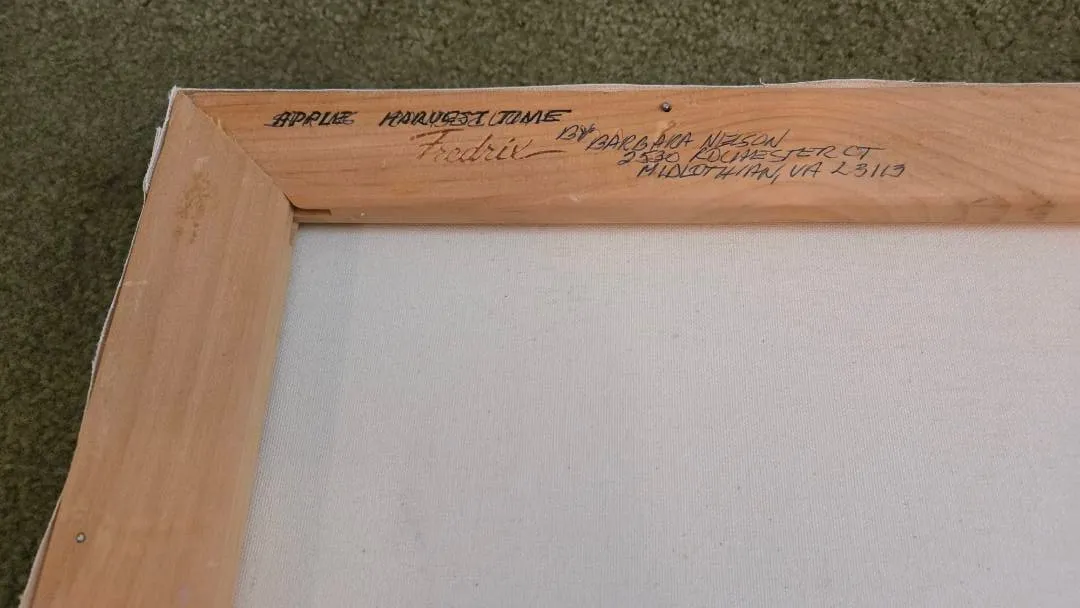 APPLE HARVEST TIME
Fredrix
BY BARBARA NELSON
2530 ROCHESTER CT
MIDLOTHIAN, VA 23113